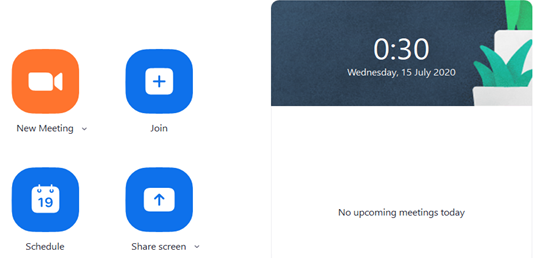 0:30
Wednesday, 15 July 2020
New Meeting
Join
19
Schedule
Share screen
No upcoming meetings today